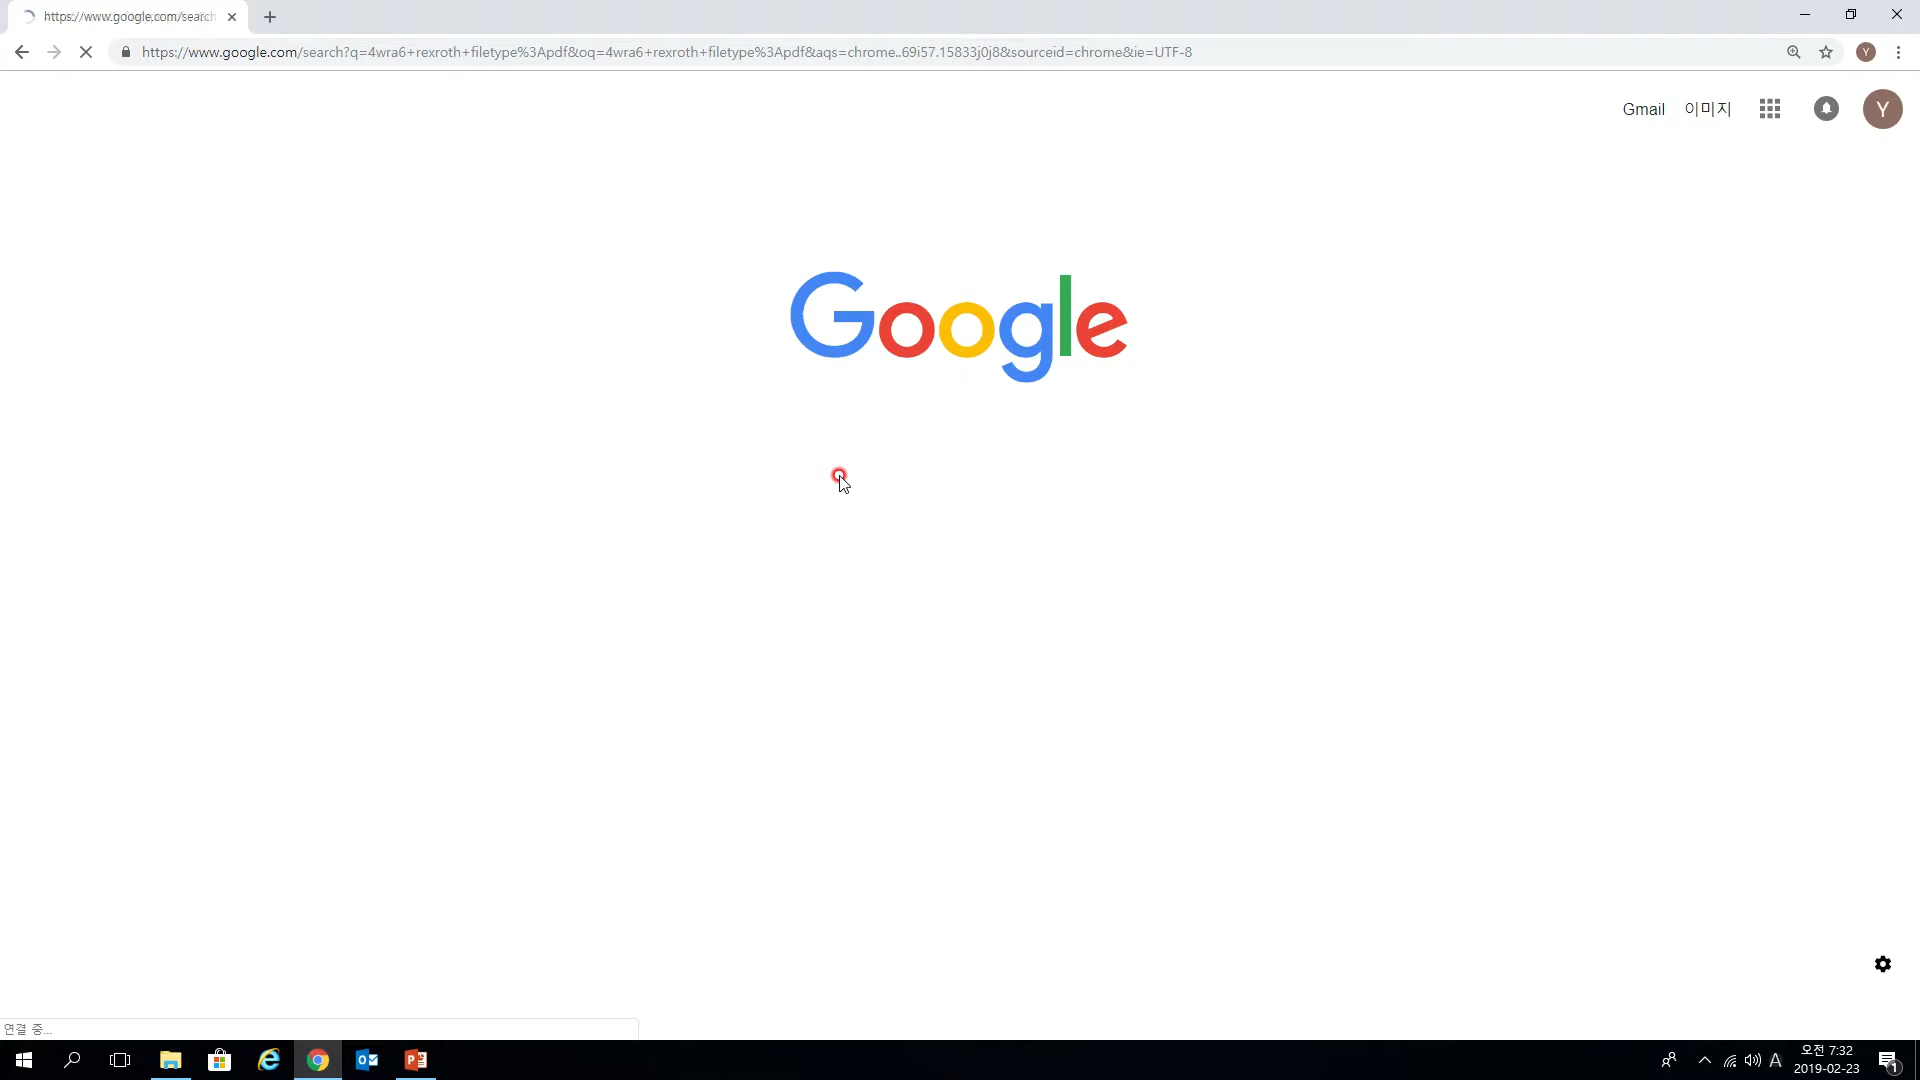 https://www.google.com/search
https://www.google.com/search?q=4wra6+rexroth+filetype%3Apdf&oq=4wra6+rexroth+filetype%3Apdf&aqs=chrome..69i57.15833j0j8&sourceid=chrome&ie=UTF-8
Y
Gmail 이미지
Y
Google
연결 중...
A
오전 7:32
2019-02-23
1